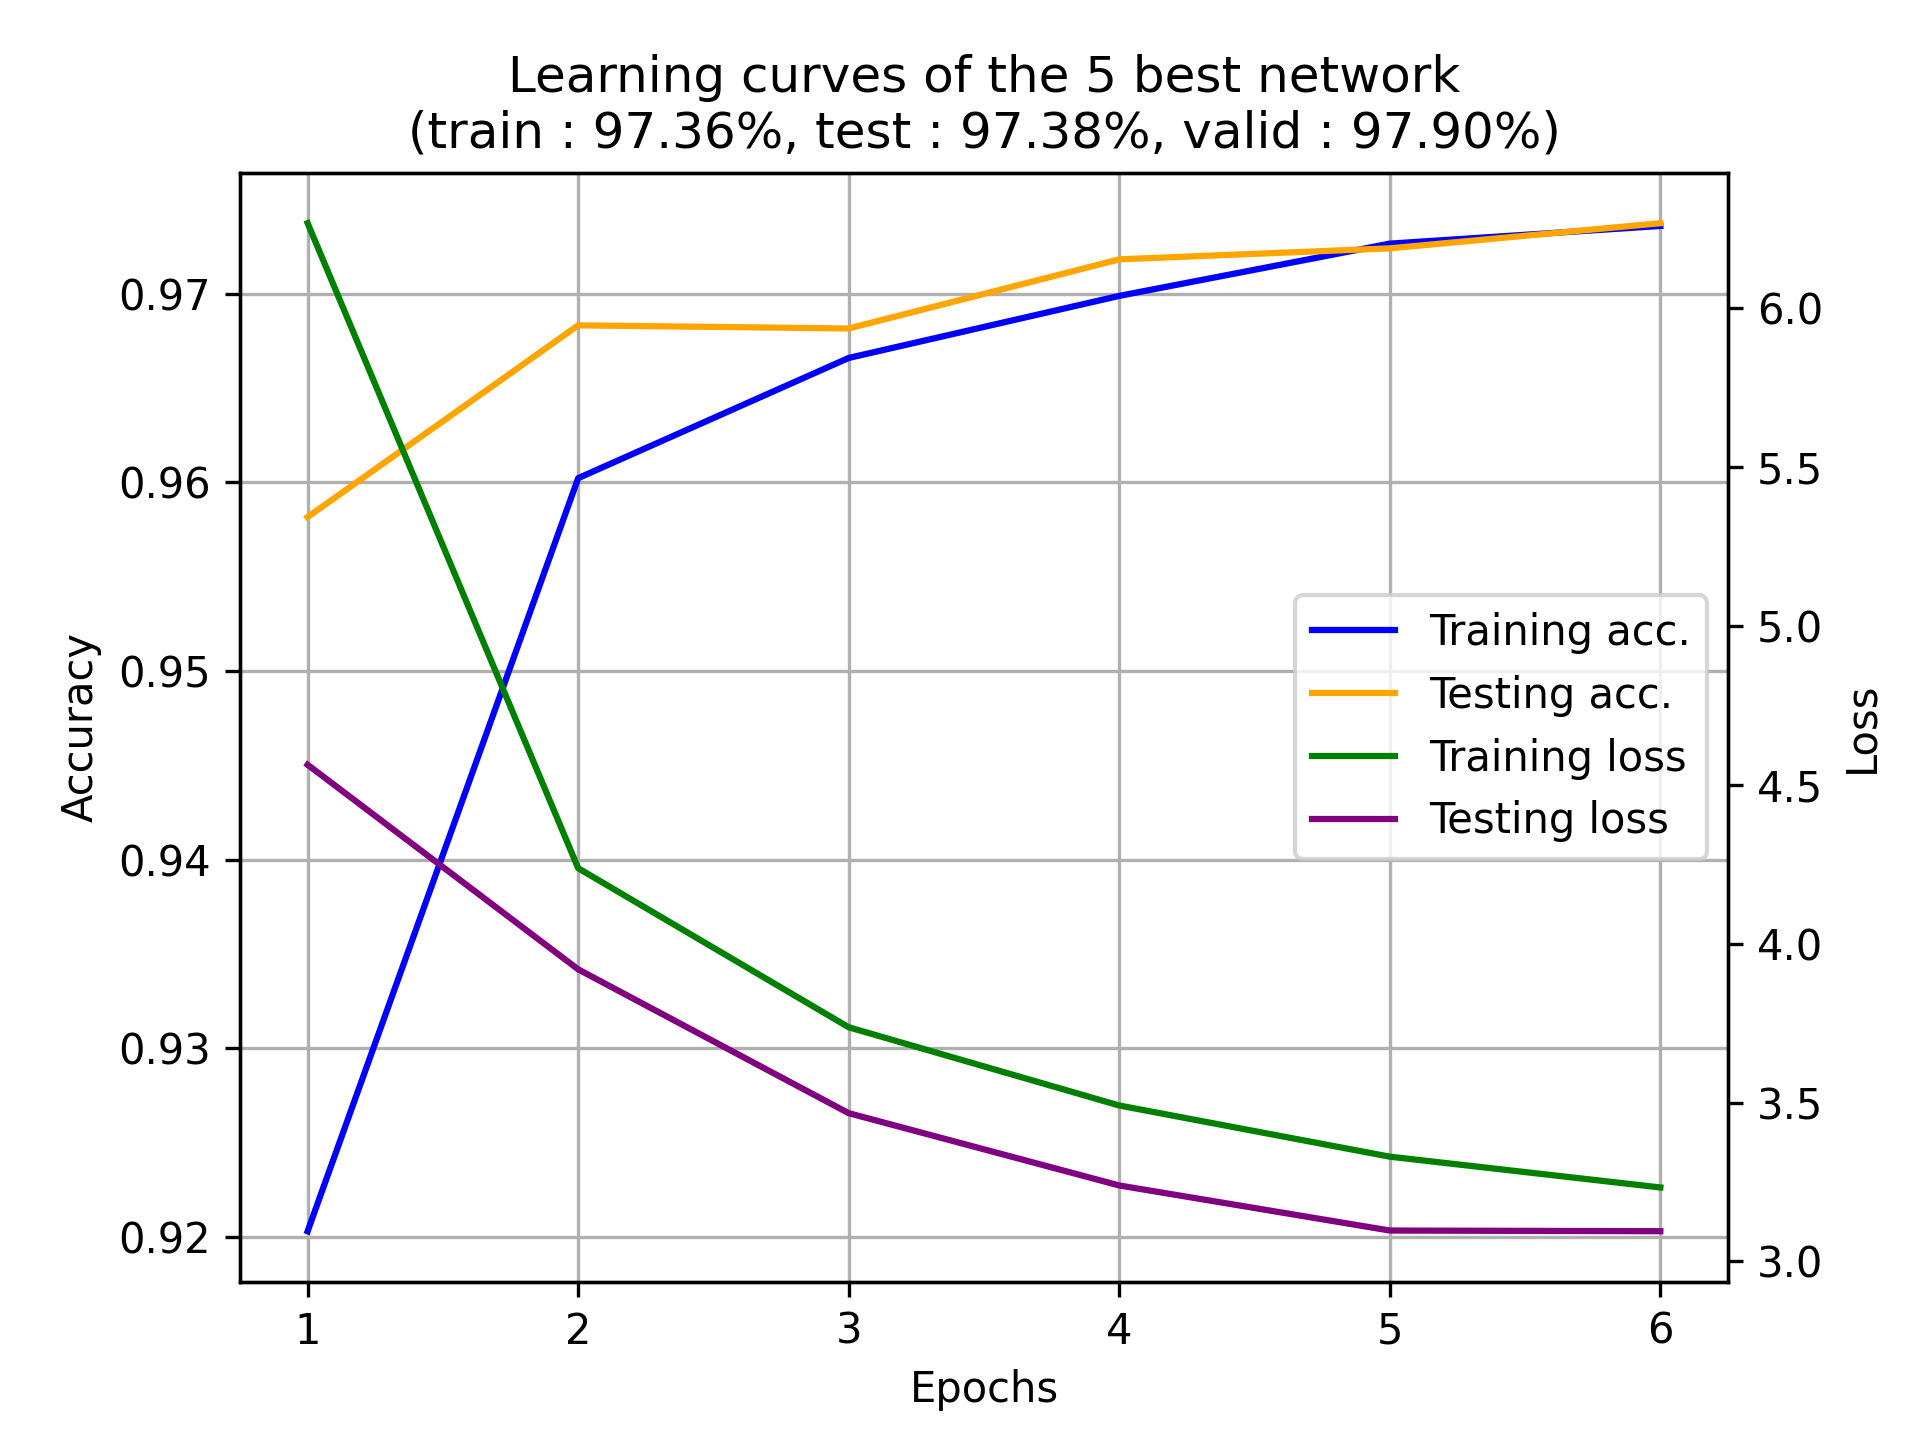 Learning curves of the 5 best network
(train : 97.36%, test : 97.38%, valid : 97.90%)
Accuracy
0.97
0.96
0.95
0.94
0.93
0.92
Training acc.
Testing acc.
Training loss
Testing loss
6.0
5.5
5.0
4.5
4.0
3.5
3.0
Loss
1 2 3 4 5 6
Epochs